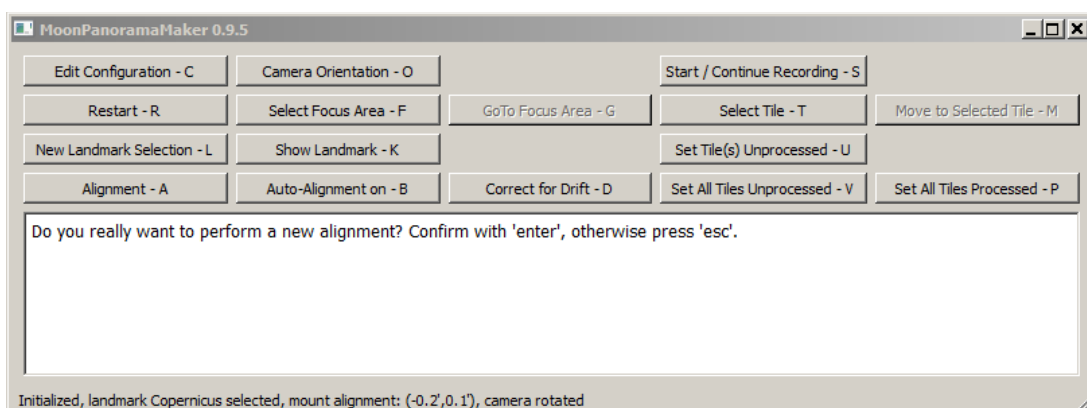 MoonPanoramaMaker 0.9.5
Edit Configuration - C Camera Orientation - O Start / Continue Recording - S
Restart - R Select Focus Area - F GoTo Focus Area - G Select Tile - T Move to Selected Tile - M
New Landmark Selection - L Show Landmark - K Set Tile(s) Unprocessed - U
Alignment - A Auto-Alignment on - B Correct for Drift - D Set All Tiles Unprocessed - V Set All Tiles Processed - P
Do you really want to perform a new alignment? Confirm with 'enter', otherwise press 'esc'.
Initialized, landmark Copernicus selected, mount alignment: (-0.2',0.1'), camera rotated